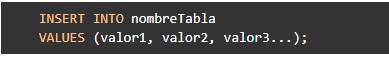 INSERT INTO nombreTabla
VALUES (valor1, valor2, valor3...);